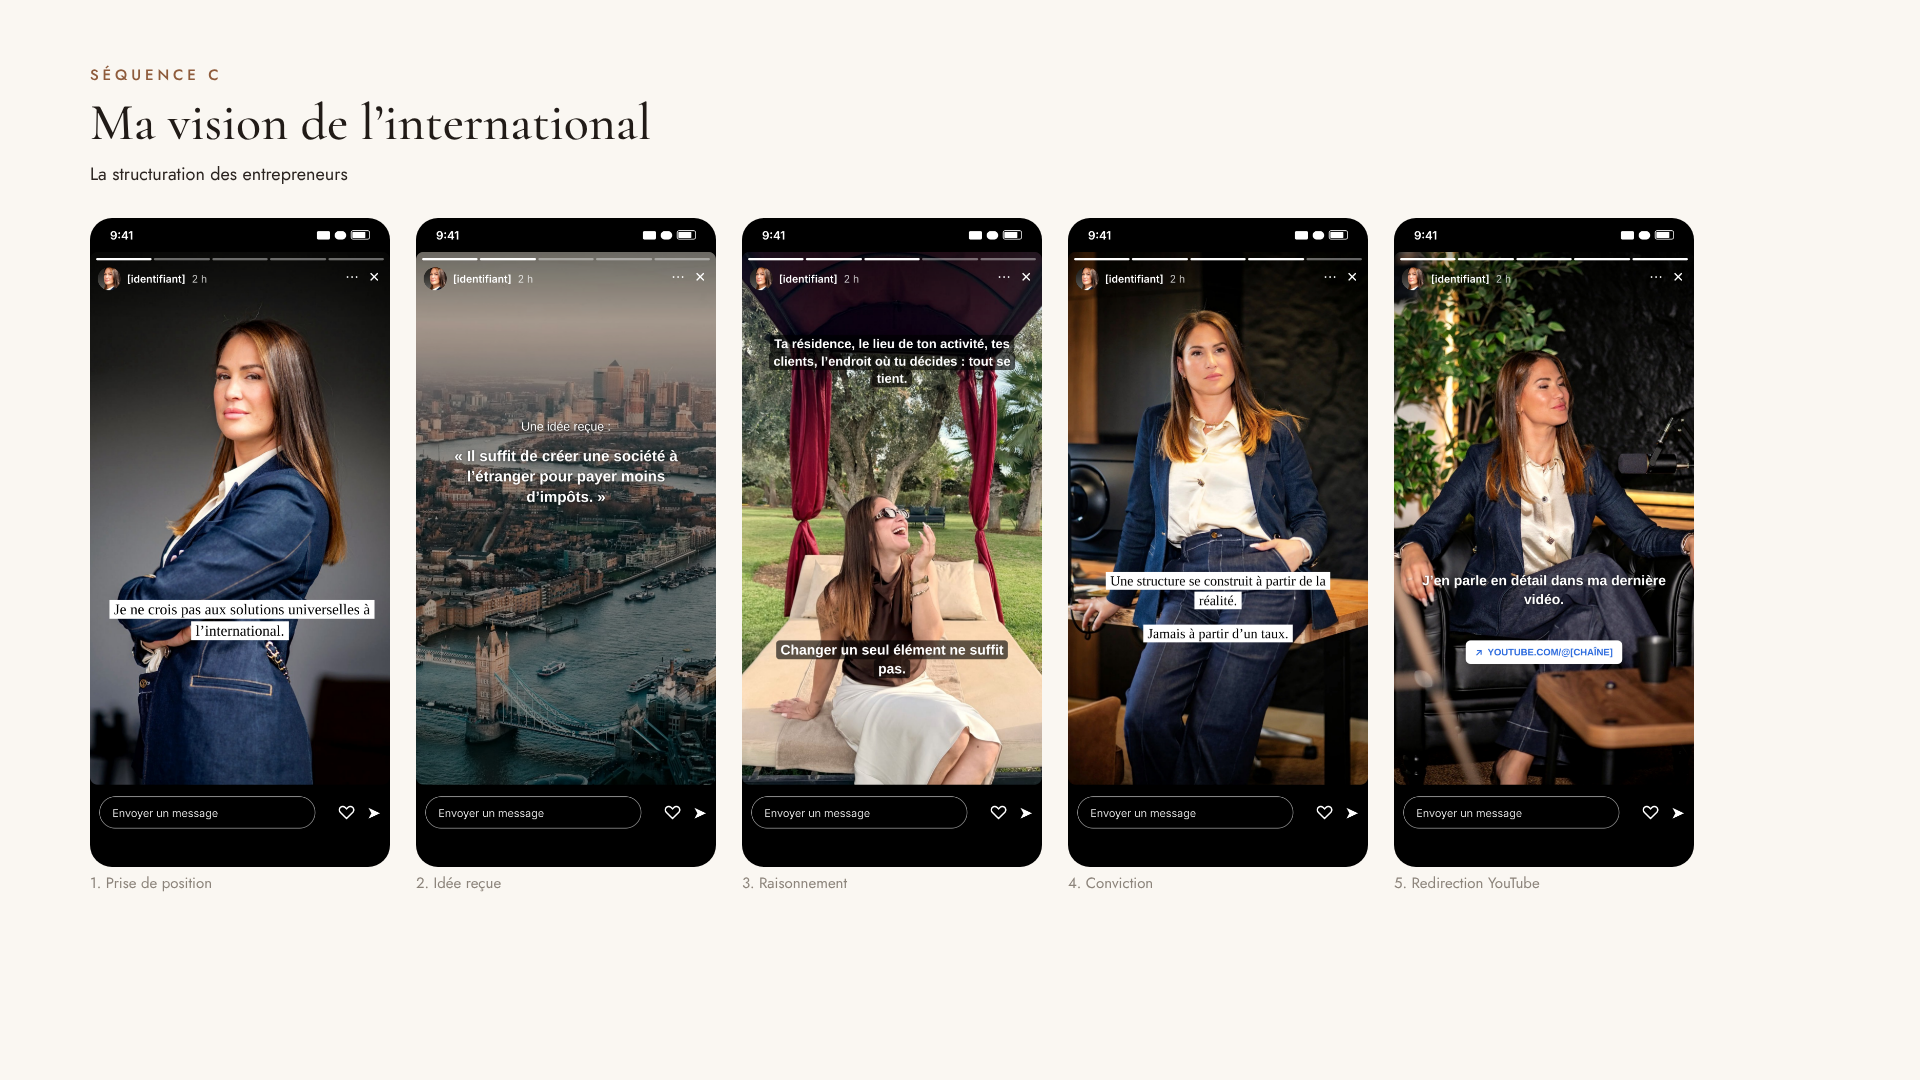 SÉQUENCE C
Ma vision de l’international
La structuration des entrepreneurs
9:41
[identifiant] 2 h
Je ne crois pas aux solutions universelles à
l’international.
Envoyer un message
1. Prise de position
9:41
[identifiant] 2 h
Une idée reçue :
« Il suffit de créer une société à
l’étranger pour payer moins
d’impôts. »
Envoyer un message
2. Idée reçue
9:41
[identifiant] 2 h
Ta résidence, le lieu de ton activité, tes
clients, l’endroit où tu décides : tout se
tient.
Changer un seul élément ne suffit
pas.
Envoyer un message
3. Raisonnement
9:41
[identifiant] 2 h
Une structure se construit à partir de la
réalité.
Jamais à partir d’un taux.
Envoyer un message
4. Conviction
9:41
[identifiant] 2 h
J’en parle en détail dans ma dernière
vidéo.
YOUTUBE.COM/@[CHAÎNE]
Envoyer un message
5. Redirection YouTube